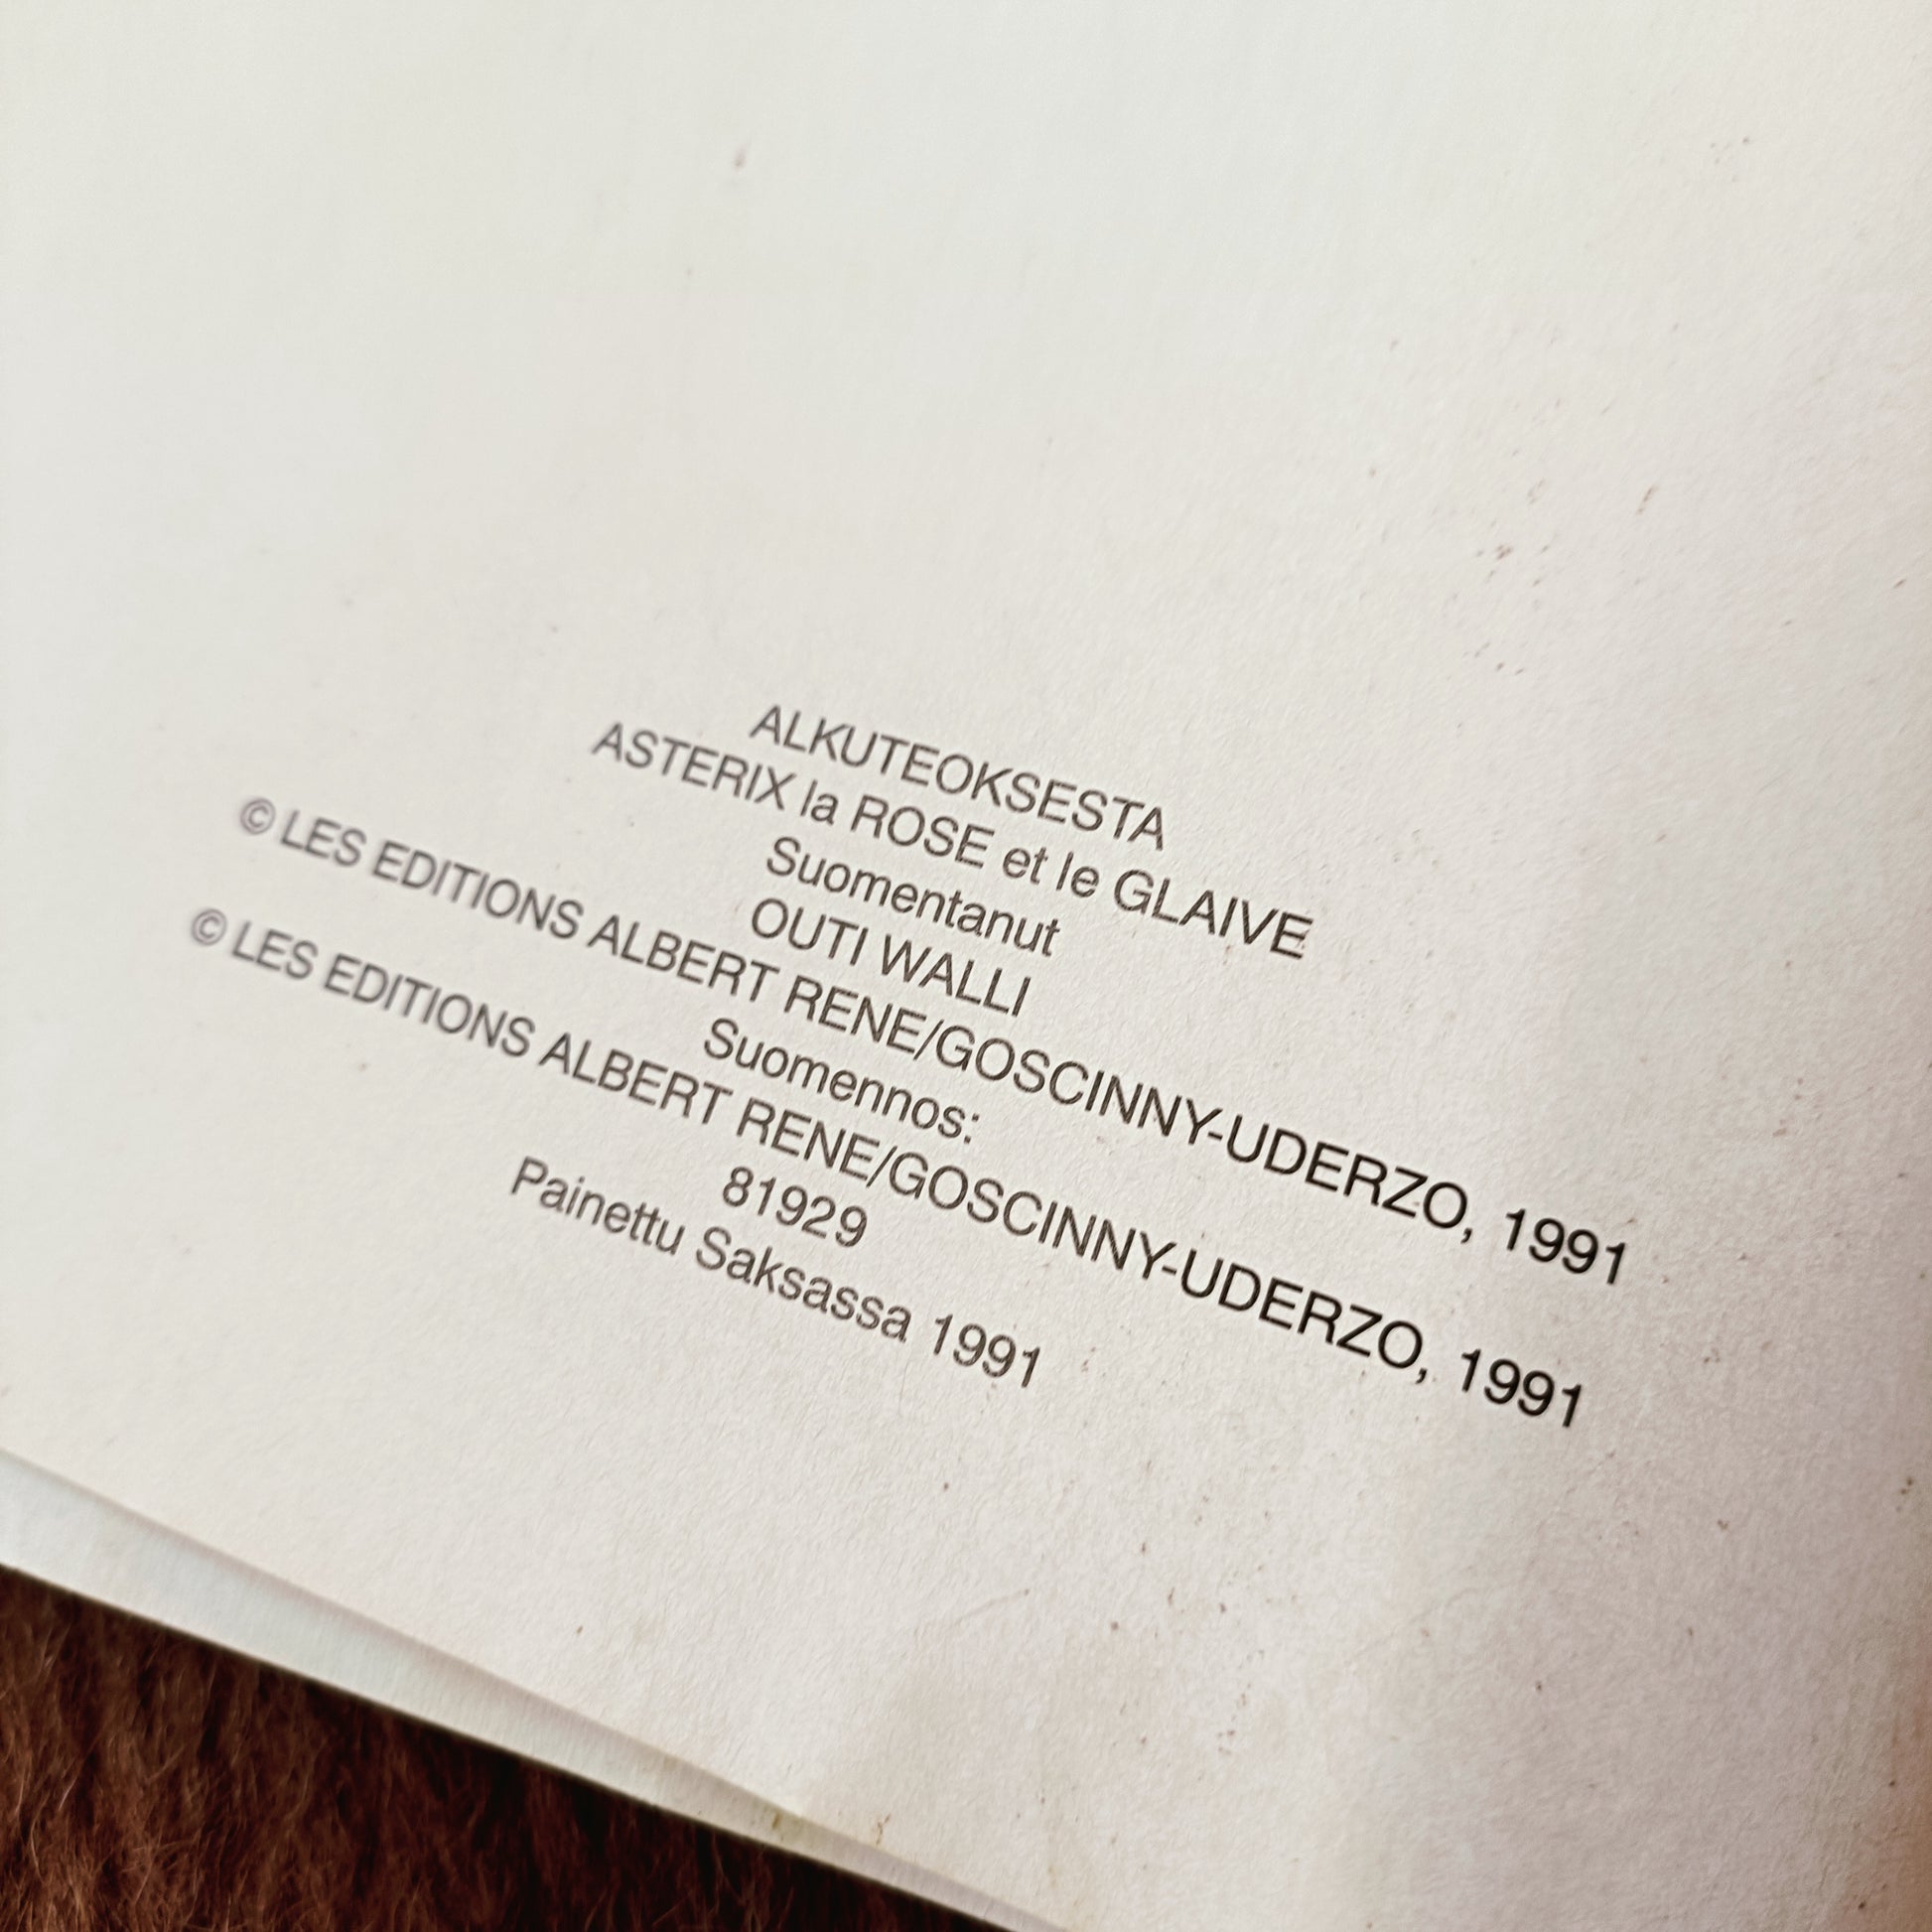 ALKUTEOKSESTA
ASTERIX la ROSE et le GLAIVE
Suomentanut
OUTI WALLI
© LES EDITIONS ALBERT RENE/GOSCINNY-UDERZO, 1991
Suomennos:
© LES EDITIONS ALBERT RENE/GOSCINNY-UDERZO, 1991
81929
Painettu Saksassa 1991